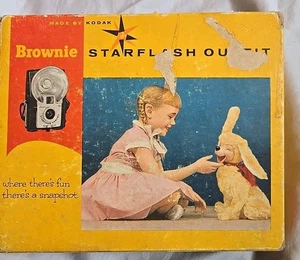 MADE BY KODAK
Brownie STARFLASH OUTFIT
where there's fun
there's a snapshot